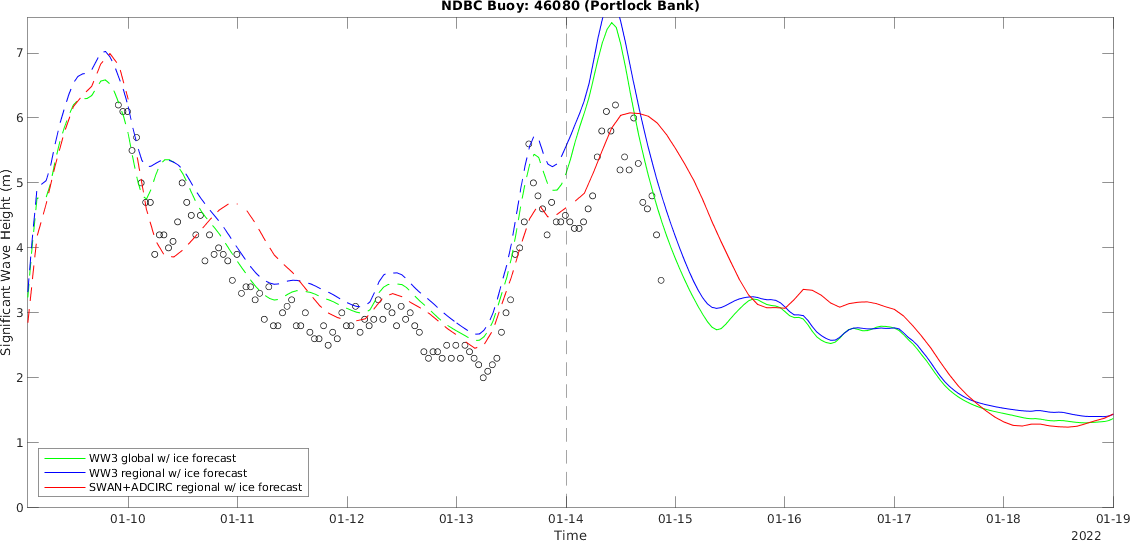 NDBC Buoy: 46080 (Portlock Bank)
Significant Wave Height (m)
7
6
5
4
3
2
1
0
WW3 global w/ ice forecast
WW3 regional w/ ice forecast
SWAN+ADCIRC regional w/ ice forecast
01-10 01-11 01-12 01-13 01-14 01-15 01-16 01-17 01-18 01-19
Time
2022